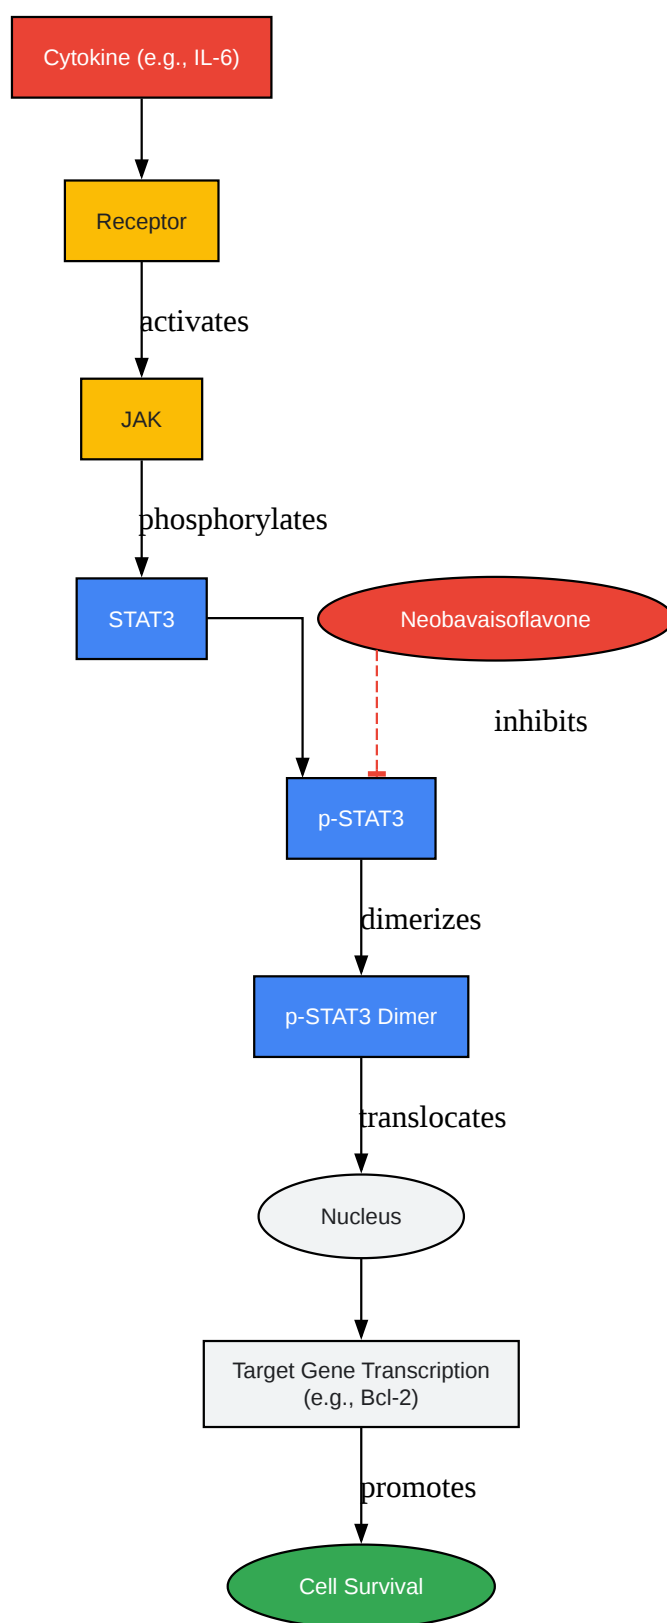 Cytokine (e.g., IL-6)
Receptor
activates
JAK
phosphorylates
STAT3
Neobavaisoflavone
inhibits
p-STAT3
dimerizes
p-STAT3 Dimer
translocates
Nucleus
Target Gene Transcription
(e.g., Bcl-2)
promotes
Cell Survival